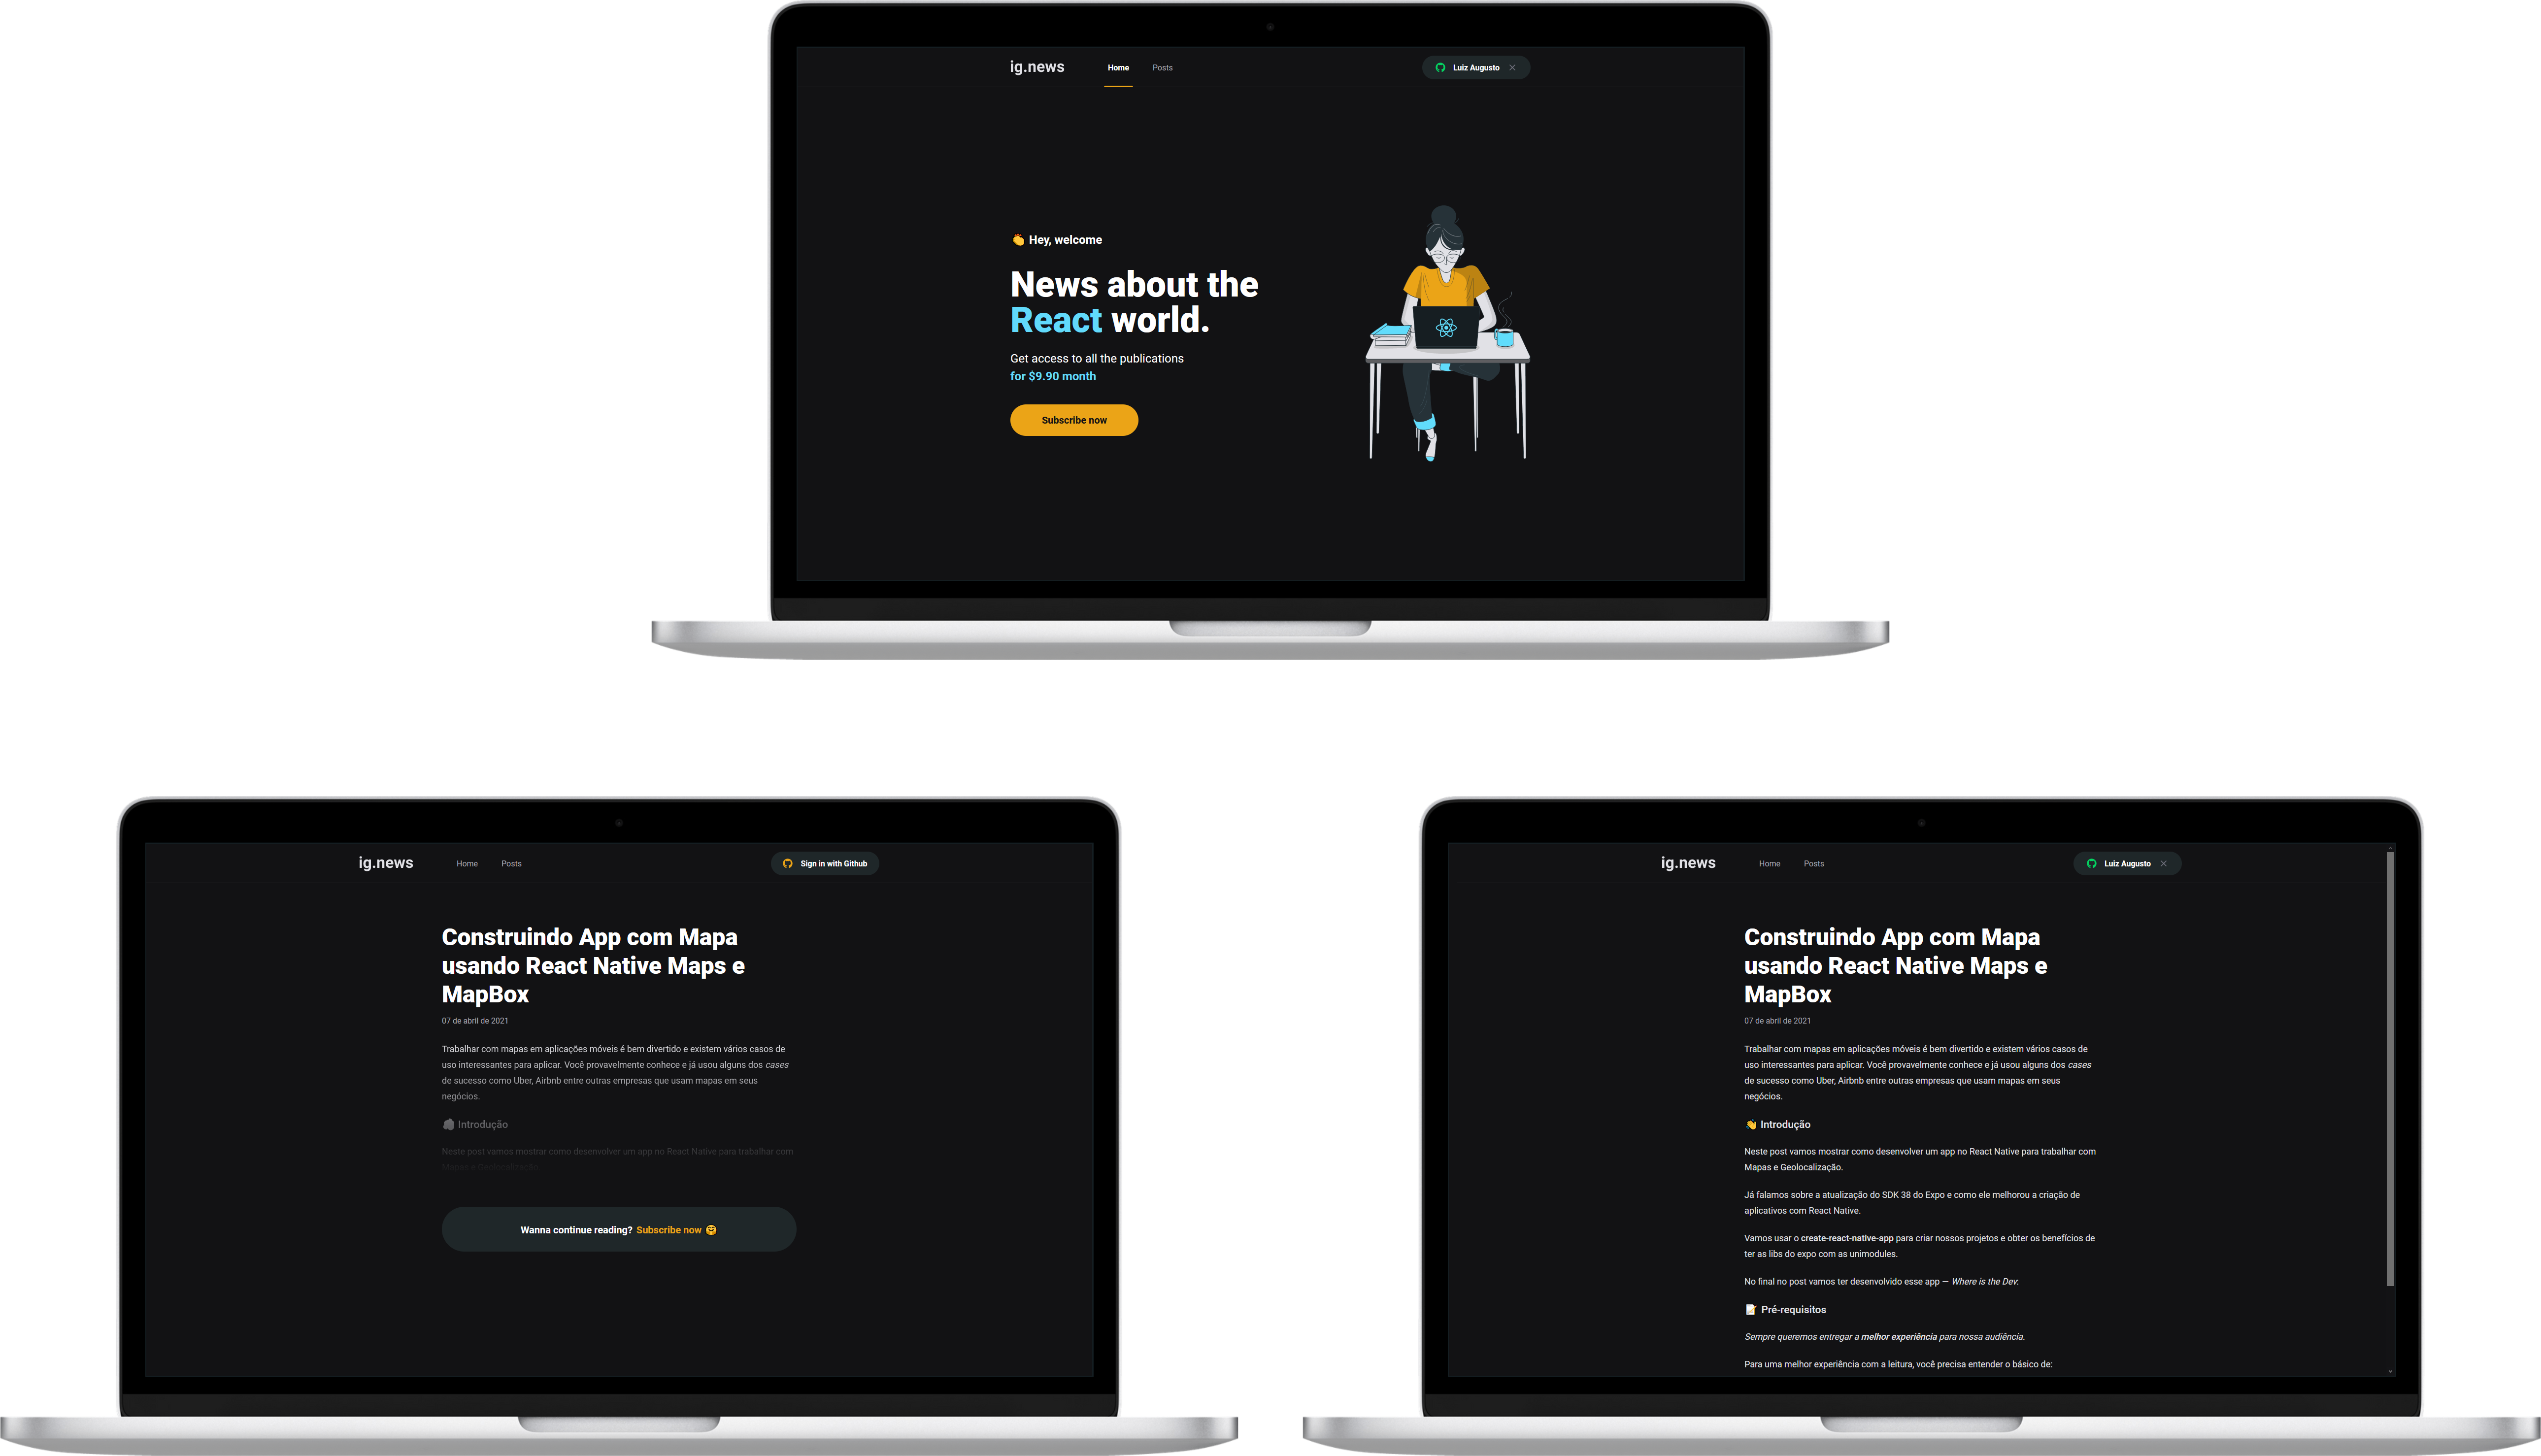 ig.news Home Posts Luiz Augusto
👏 Hey, welcome
News about the
React world.
Get access to all the publications
for $9.90 month
Subscribe now
ig.news Home Posts Sign in with Github
Construindo App com Mapa
usando React Native Maps e
MapBox
07 de abril de 2021
Trabalhar com mapas em aplicações móveis é bem divertido e existem vários casos de
uso interessantes para aplicar. Você provavelmente conhece e já usou alguns dos cases
de sucesso como Uber, Airbnb entre outras empresas que usam mapas em seus
negócios.
Introdução
Neste post vamos mostrar como desenvolver um app no React Native para trabalhar com
Mapas e Geolocalização.
Wanna continue reading? Subscribe now 🤗
ig.news Home Posts Luiz Augusto
Construindo App com Mapa
usando React Native Maps e
MapBox
07 de abril de 2021
Trabalhar com mapas em aplicações móveis é bem divertido e existem vários casos de
uso interessantes para aplicar. Você provavelmente conhece e já usou alguns dos cases
de sucesso como Uber, Airbnb entre outras empresas que usam mapas em seus
negócios.
👋 Introdução
Neste post vamos mostrar como desenvolver um app no React Native para trabalhar com
Mapas e Geolocalização.
Já falamos sobre a atualização do SDK 38 do Expo e como ele melhorou a criação de
aplicativos com React Native.
Vamos usar o create-react-native-app para criar nossos projetos e obter os benefícios de
ter as libs do expo com as unimodules.
No final no post vamos ter desenvolvido esse app — Where is the Dev:
📝 Pré-requisitos
Sempre queremos entregar a melhor experiência para nossa audiência.
Para uma melhor experiência com a leitura, você precisa entender o básico de: